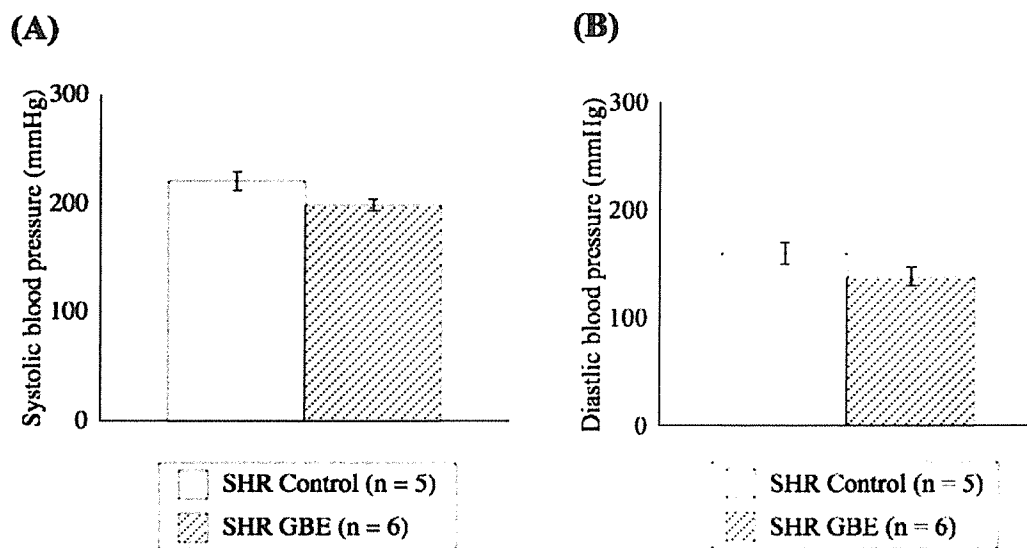 (A)
Systolic blood pressure (mmHg)
300
200
100
0
SHR Control (n = 5)
SHR GBE (n = 6)
(B)
Diastlic blood pressure (mmHg)
300
200
100
0
SHR Control (n = 5)
SHR GBE (n = 6)